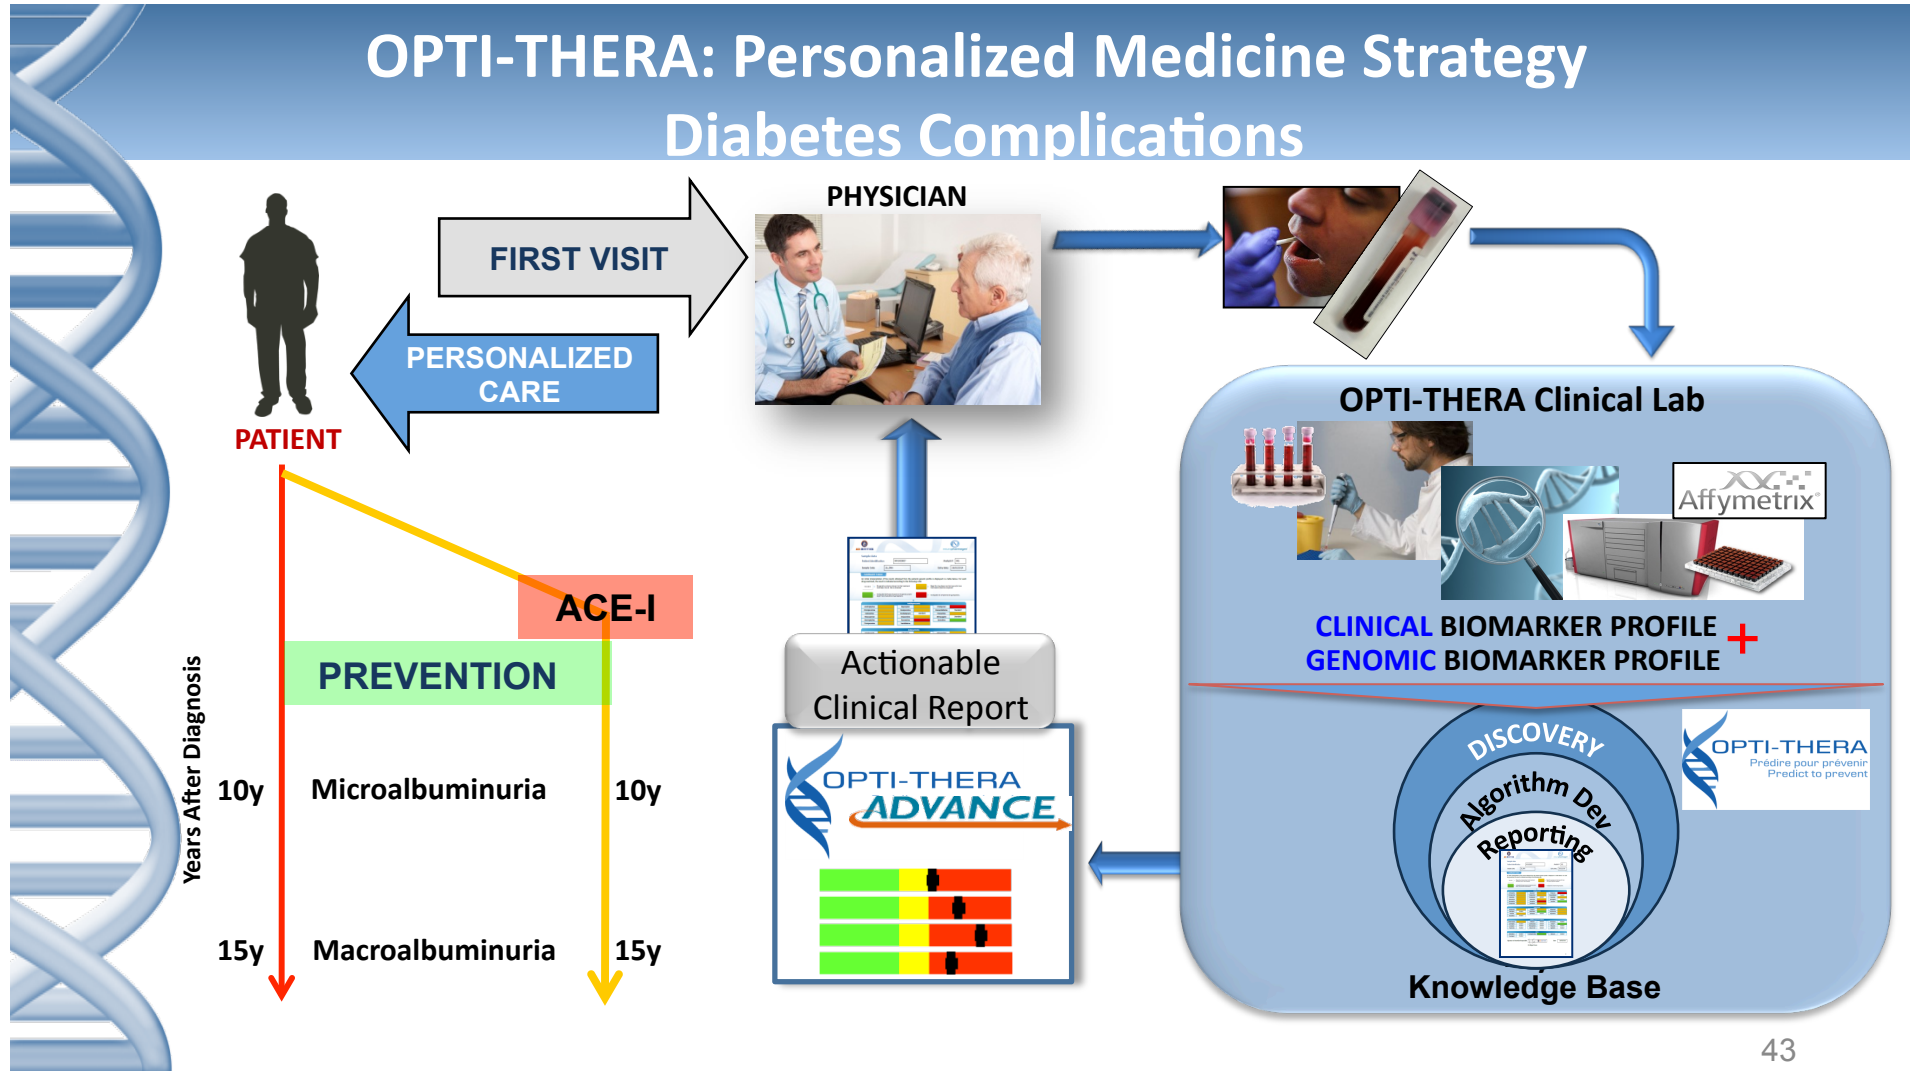 OPTI-THERA: Personalized Medicine Strategy
Diabetes Complications
PHYSICIAN
FIRST VISIT
PERSONALIZED
CARE
PATIENT
OPTI-THERA Clinical Lab
Affymetrix
CLINICAL BIOMARKER PROFILE +
GENOMIC BIOMARKER PROFILE
ACE-I
PREVENTION
Years After Diagnosis
10y Microalbuminuria 10y
15y Macroalbuminuria 15y
Actionable
Clinical Report
OPTI-THERA
ADVANCE
DISCOVERY
Algorithm Dev
Reporting
Knowledge Base
OPTI-THERA
Prédire pour prévenir
Predict to prevent
43